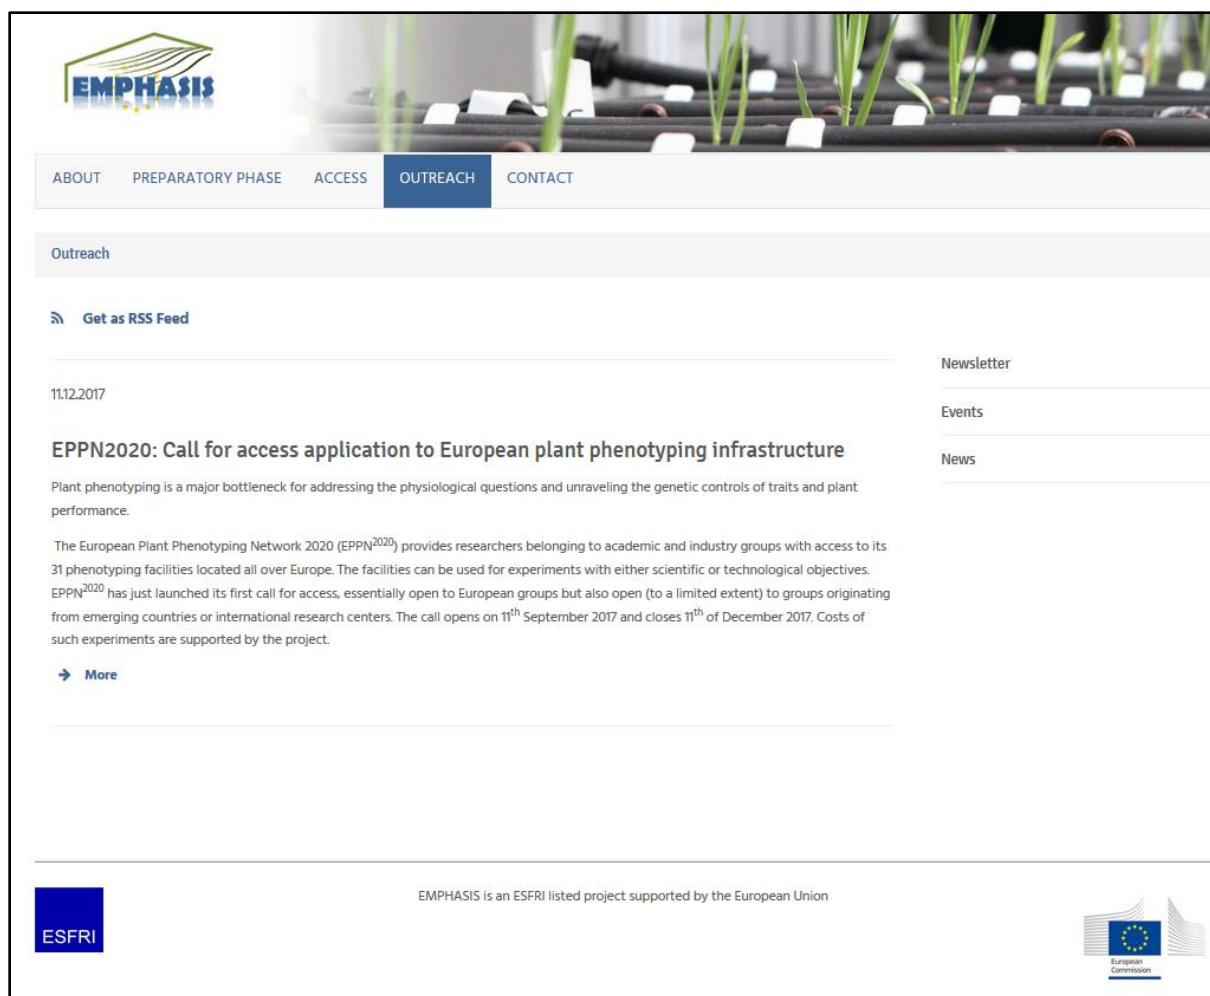 EMPHASIS
ABOUT PREPARATORY PHASE ACCESS OUTREACH CONTACT
Outreach
Get as RSS Feed
11.12.2017
EPPN2020: Call for access application to European plant phenotyping infrastructure
Plant phenotyping is a major bottleneck for addressing the physiological questions and unraveling the genetic controls of traits and plant
performance.
The European Plant Phenotyping Network 2020 (EPPN2020) provides researchers belonging to academic and industry groups with access to its
31 phenotyping facilities located all over Europe. The facilities can be used for experiments with either scientific or technological objectives.
EPPN2020 has just launched its first call for access, essentially open to European groups but also open (to a limited extent) to groups originating
from emerging countries or international research centers. The call opens on 11th September 2017 and closes 11th of December 2017. Costs of
such experiments are supported by the project.
More
Newsletter
Events
News
EMPHASIS is an ESFRI listed project supported by the European Union
ESFRI
European
Commission